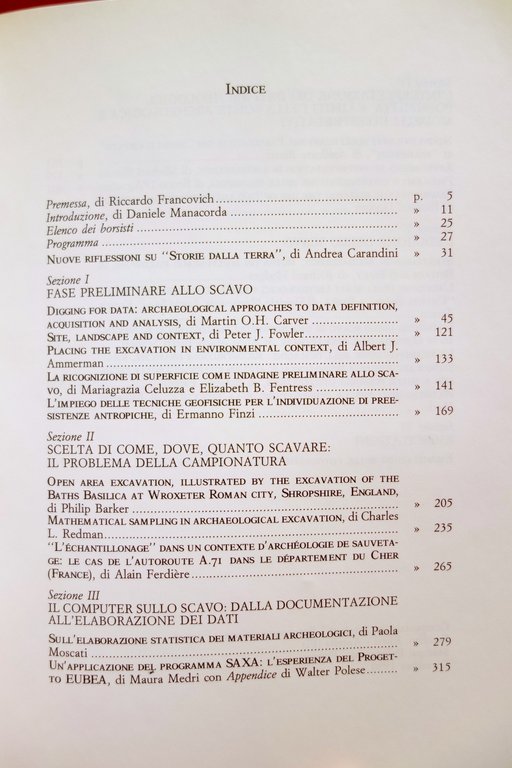 INDICE
Premessa, di Riccardo Francovich........................................ p. 5
Introduzione, di Daniele Manacorda........................................ » 11
Elenco dei borsisti........................................ » 25
Programma........................................ » 27
NUOVE RIFLESSIONI SU "STORIE DALLA TERRA", di Andrea Carandini » 31
Sezione I
FASE PRELIMINARE ALLO SCAVO
DIGGING FOR DATA: ARCHAEOLOGICAL APPROACHES TO DATA DEFINITION,
ACQUISITION AND ANALYSIS, di Martin O.H. Carver.................... » 45
SITE, LANDSCAPE AND CONTEXT, di Peter J. Fowler.................... » 121
PLACING THE EXCAVATION IN ENVIRONMENTAL CONTEXT, di Albert J.
Ammerman........................................ » 133
LA RICOGNIZIONE DI SUPERFICIE COME INDAGINE PRELIMINARE ALLO SCA-
VO, di Mariagrazia Celuzza e Elizabeth B. Fentress.................... » 141
L'IMPIEGO DELLE TECNICHE GEOFISICHE PER L'INDIVIDUAZIONE DI PREE-
SISTENZE ANTROPICHE, di Ermanno Finzi.................... » 169
Sezione II
SCELTA DI COME, DOVE, QUANTO SCAVARE:
IL PROBLEMA DELLA CAMPIONATURA
OPEN AREA EXCAVATION, ILLUSTRATED BY THE EXCAVATION OF THE
BATHS BASILICA AT WROXETER ROMAN CITY, SHROPSHIRE, ENGLAND,
di Philip Barker........................................ » 205
MATHEMATICAL SAMPLING IN ARCHAEOLOGICAL EXCAVATION, di Charles
L. Redman........................................ » 235
"L'ÉCHANTILLONAGE" DANS UN CONTEXTE D'ARCHÉOLOGIE DE SAUVETA-
GE: LE CAS DE L'AUTOROUTE A.71 DANS LE DÉPARTEMENT DU CHER
(FRANCE), di Alain Ferdière........................................ » 265
Sezione III
IL COMPUTER SULLO SCAVO: DALLA DOCUMENTAZIONE
ALL'ELABORAZIONE DEI DATI
SULL'ELABORAZIONE STATISTICA DEI MATERIALI ARCHEOLOGICI, di Paola
Moscati........................................ » 279
UN'APPLICAZIONE DEL PROGRAMMA SAXA: L'ESPERIENZA DEL PROGET-
TO EUBEA, di Maura Medri con Appendice di Walter Polese......... » 315